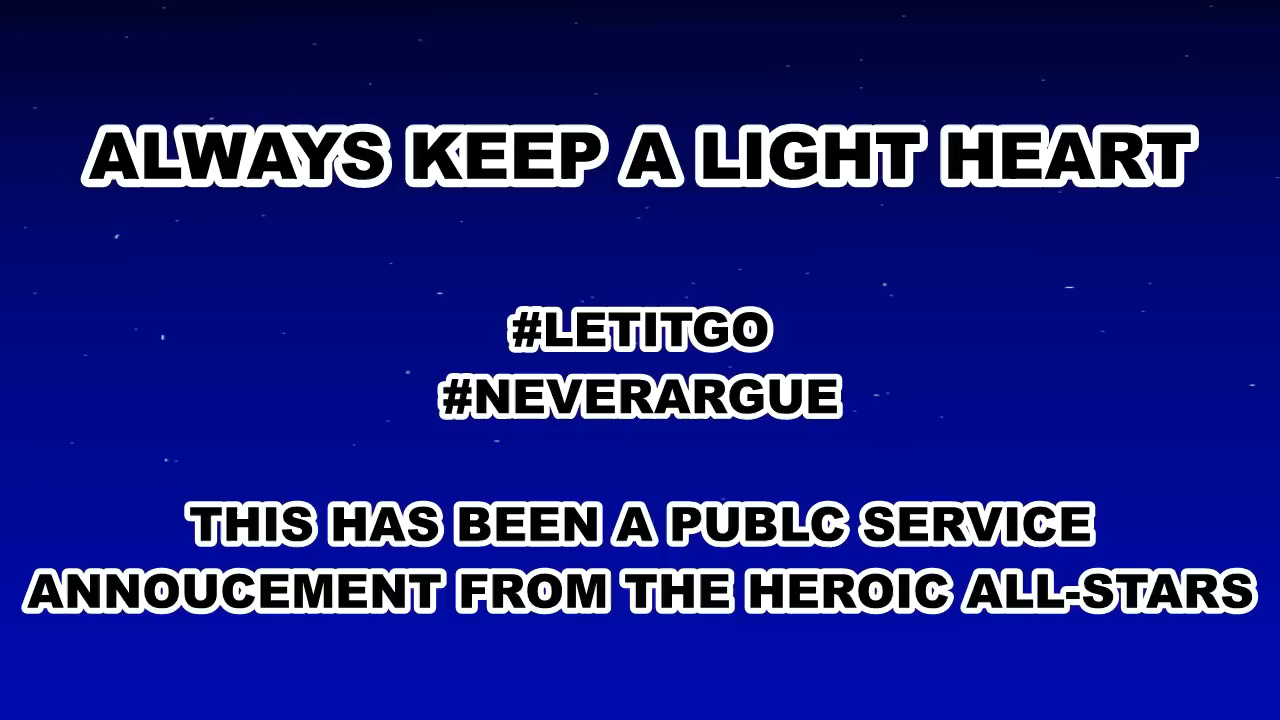 ALWAYS KEEP A LIGHT HEART
#LETITGO
#NEVERARGUE
THIS HAS BEEN A PUBLC SERVICE
ANNOUCEMENT FROM THE HEROIC ALL-STARS